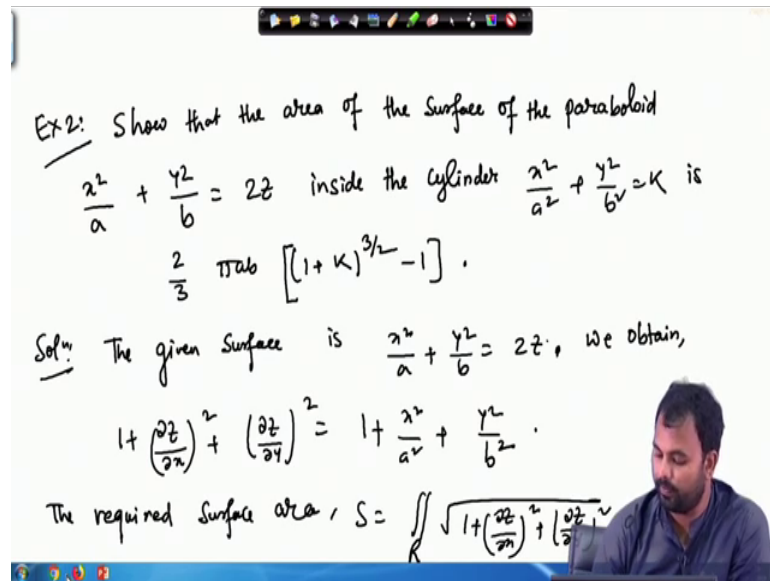 Ex 2: Show that the area of the surface of the paraboloid
x²/a + y²/b = 2z inside the cylinder x²/a² + y²/b² = K is
2/3 πab [(1+K)^3/2 - 1].
Soln: The given surface is x²/a + y²/b = 2z, we obtain,
1 + (∂z/∂x)² + (∂z/∂y)² = 1 + x²/a² + y²/b².
The required surface area, S = ∬_R √1+(∂z/∂x)²+(∂z/∂